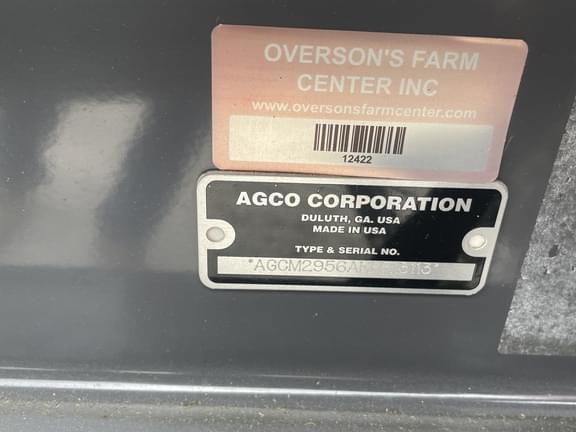 OVERSON'S FARM
CENTER INC
www.oversonsfarmcenter.com
12422
AGCO CORPORATION
DULUTH, GA. USA
MADE IN USA
TYPE & SERIAL NO.